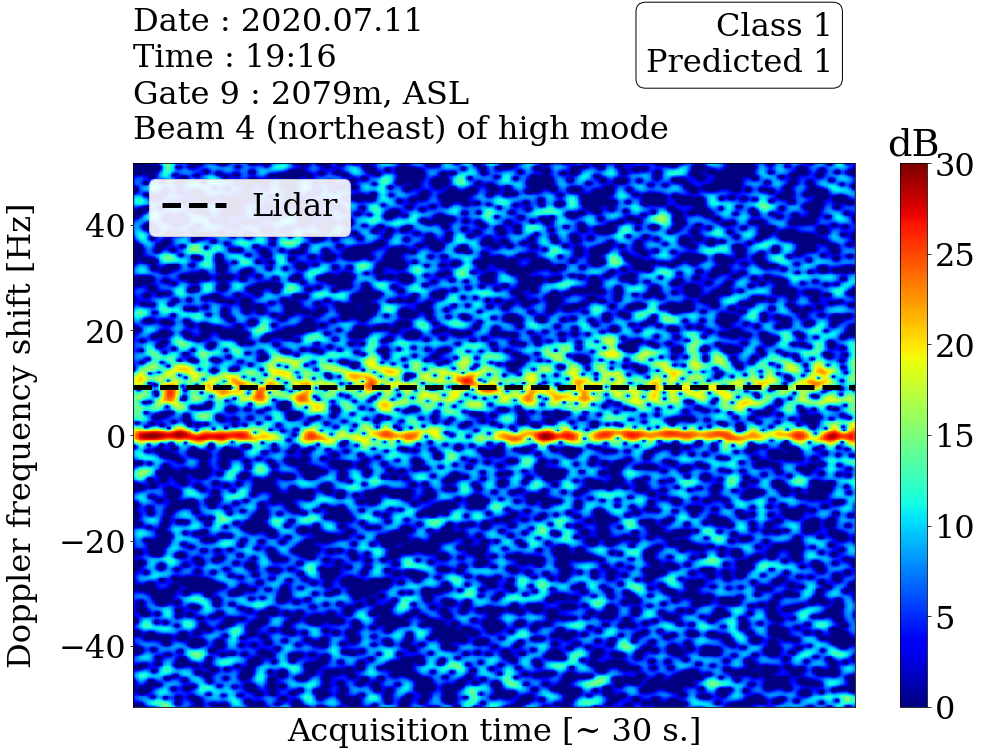 Date : 2020.07.11
Time : 19:16
Gate 9 : 2079m, ASL
Beam 4 (northeast) of high mode
Class 1
Predicted 1
dB
Lidar
Doppler frequency shift [Hz]
40
20
0
−20
−40
Acquisition time [~ 30 s.]
30
25
20
15
10
5
0